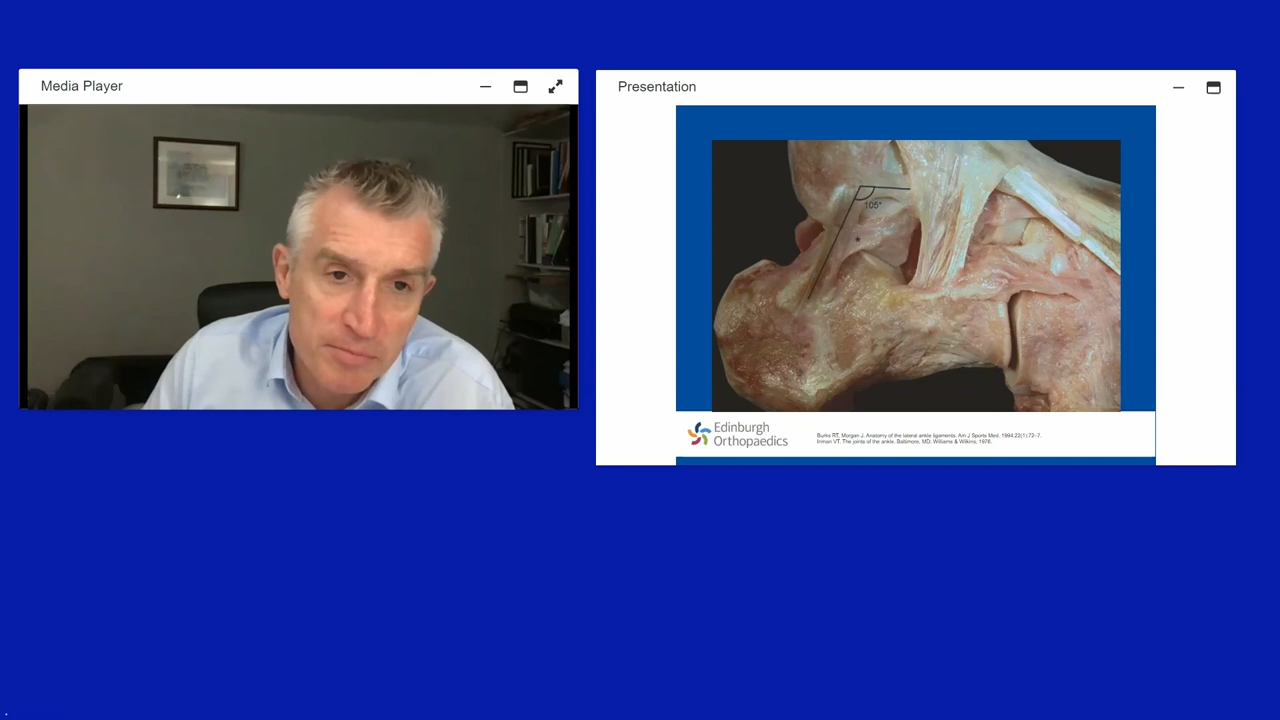 Media Player
Presentation
105°
Edinburgh
Orthopaedics
Burks RT, Morgan J. Anatomy of the lateral ankle ligaments. Am J Sports Med. 1994;22(1):72–7.
Inman VT. The joints of the ankle. Baltimore, MD: Williams & Wilkins, 1976.